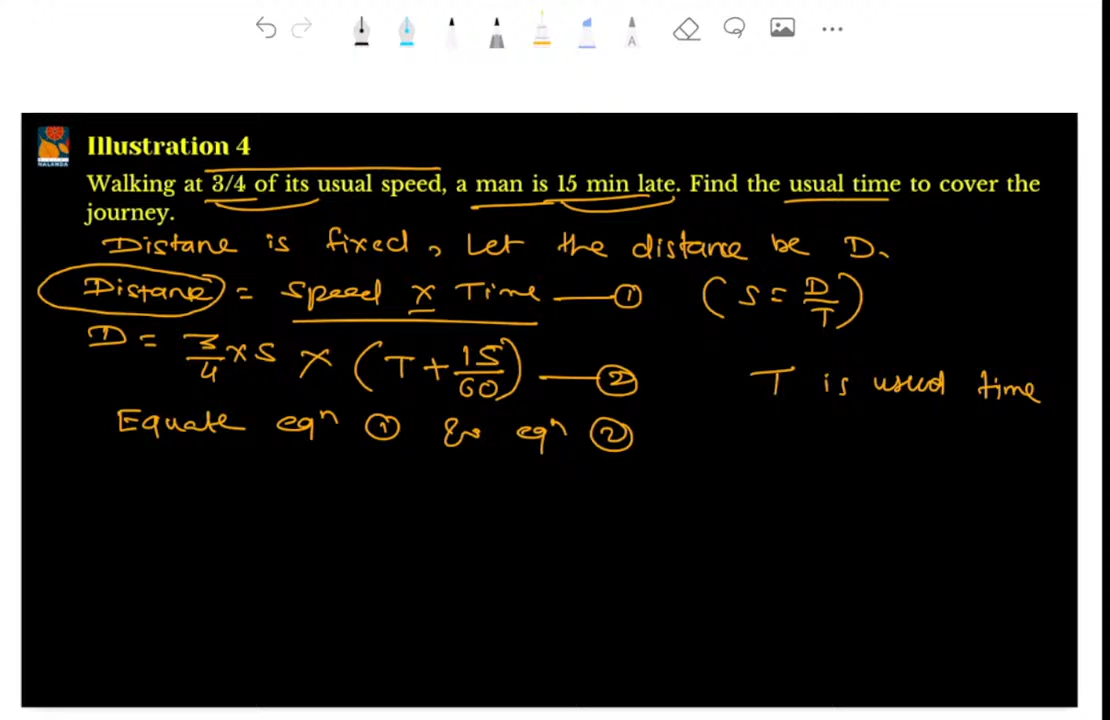 Illustration 4
Walking at 3/4 of its usual speed, a man is 15 min late. Find the usual time to cover the
journey.
Distane is fixed, Let the distance be D.
Distance = Speed × Time —① (S = D/T)
D = 3/4 × S × (T + 15/60) —②
T is usual time
Equate eqⁿ ① & eqⁿ ②
NALANDA
A